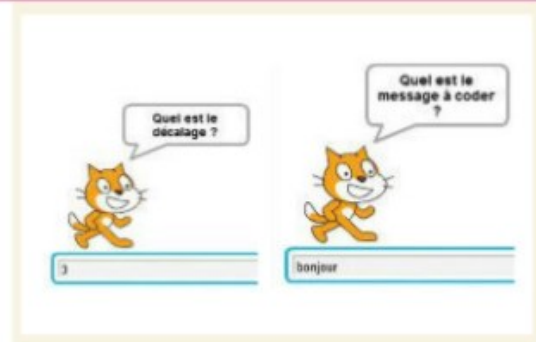 Quel est le
décalage ?
3
Quel est le
message à coder
?
bonjour